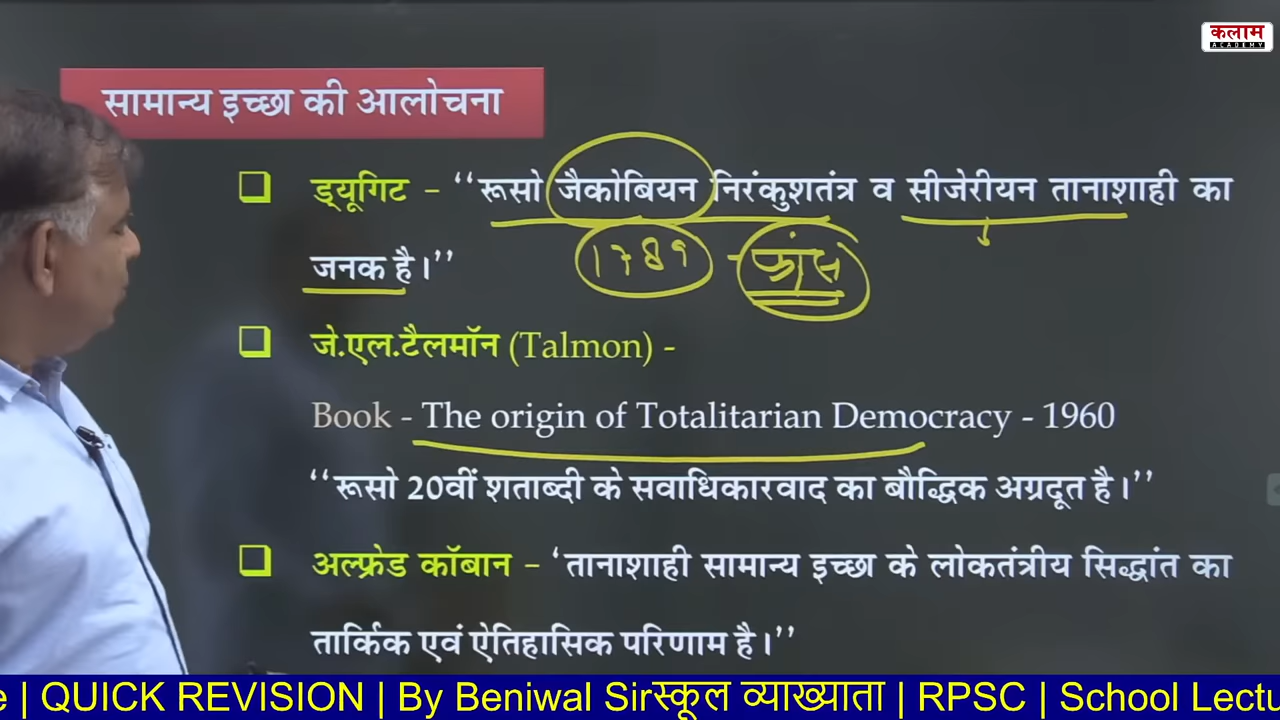 कलाम
ACADEMY
सामान्य इच्छा की आलोचना
❑ ड्यूगिट – ‘‘रूसो जैकोबियन निरंकुशतंत्र व सीजेरीयन तानाशाही का
जनक है।’’
1789 - फ्रांस
❑ जे.एल.टैलमॉन (Talmon) -
Book - The origin of Totalitarian Democracy - 1960
‘‘रूसो 20वीं शताब्दी के सवाधिकारवाद का बौद्धिक अग्रदूत है।’’
❑ अल्फ्रेड कॉबान – ‘तानाशाही सामान्य इच्छा के लोकतंत्रीय सिद्धांत का
तार्किक एवं ऐतिहासिक परिणाम है।’’
e | QUICK REVISION | By Beniwal Sirस्कूल व्याख्याता | RPSC | School Lectu